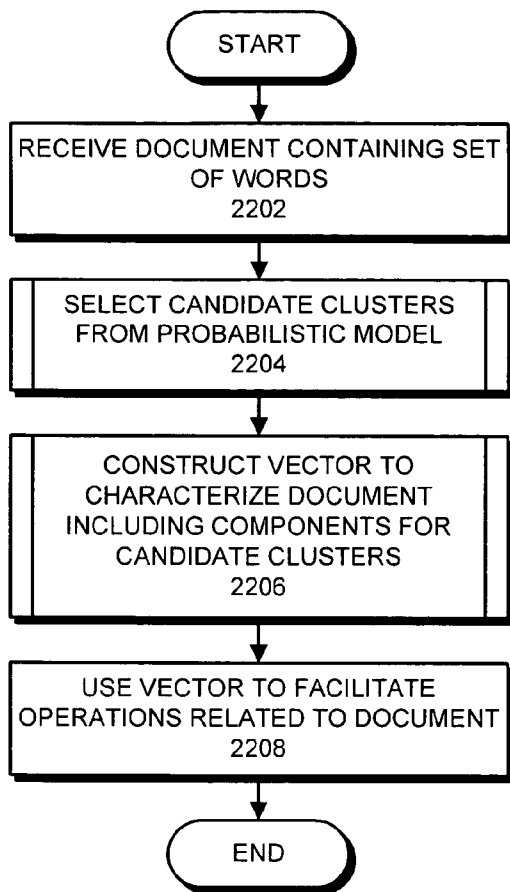 START
RECEIVE DOCUMENT CONTAINING SET
OF WORDS
2202
SELECT CANDIDATE CLUSTERS
FROM PROBABILISTIC MODEL
2204
CONSTRUCT VECTOR TO
CHARACTERIZE DOCUMENT
INCLUDING COMPONENTS FOR
CANDIDATE CLUSTERS
2206
USE VECTOR TO FACILITATE
OPERATIONS RELATED TO DOCUMENT
2208
END